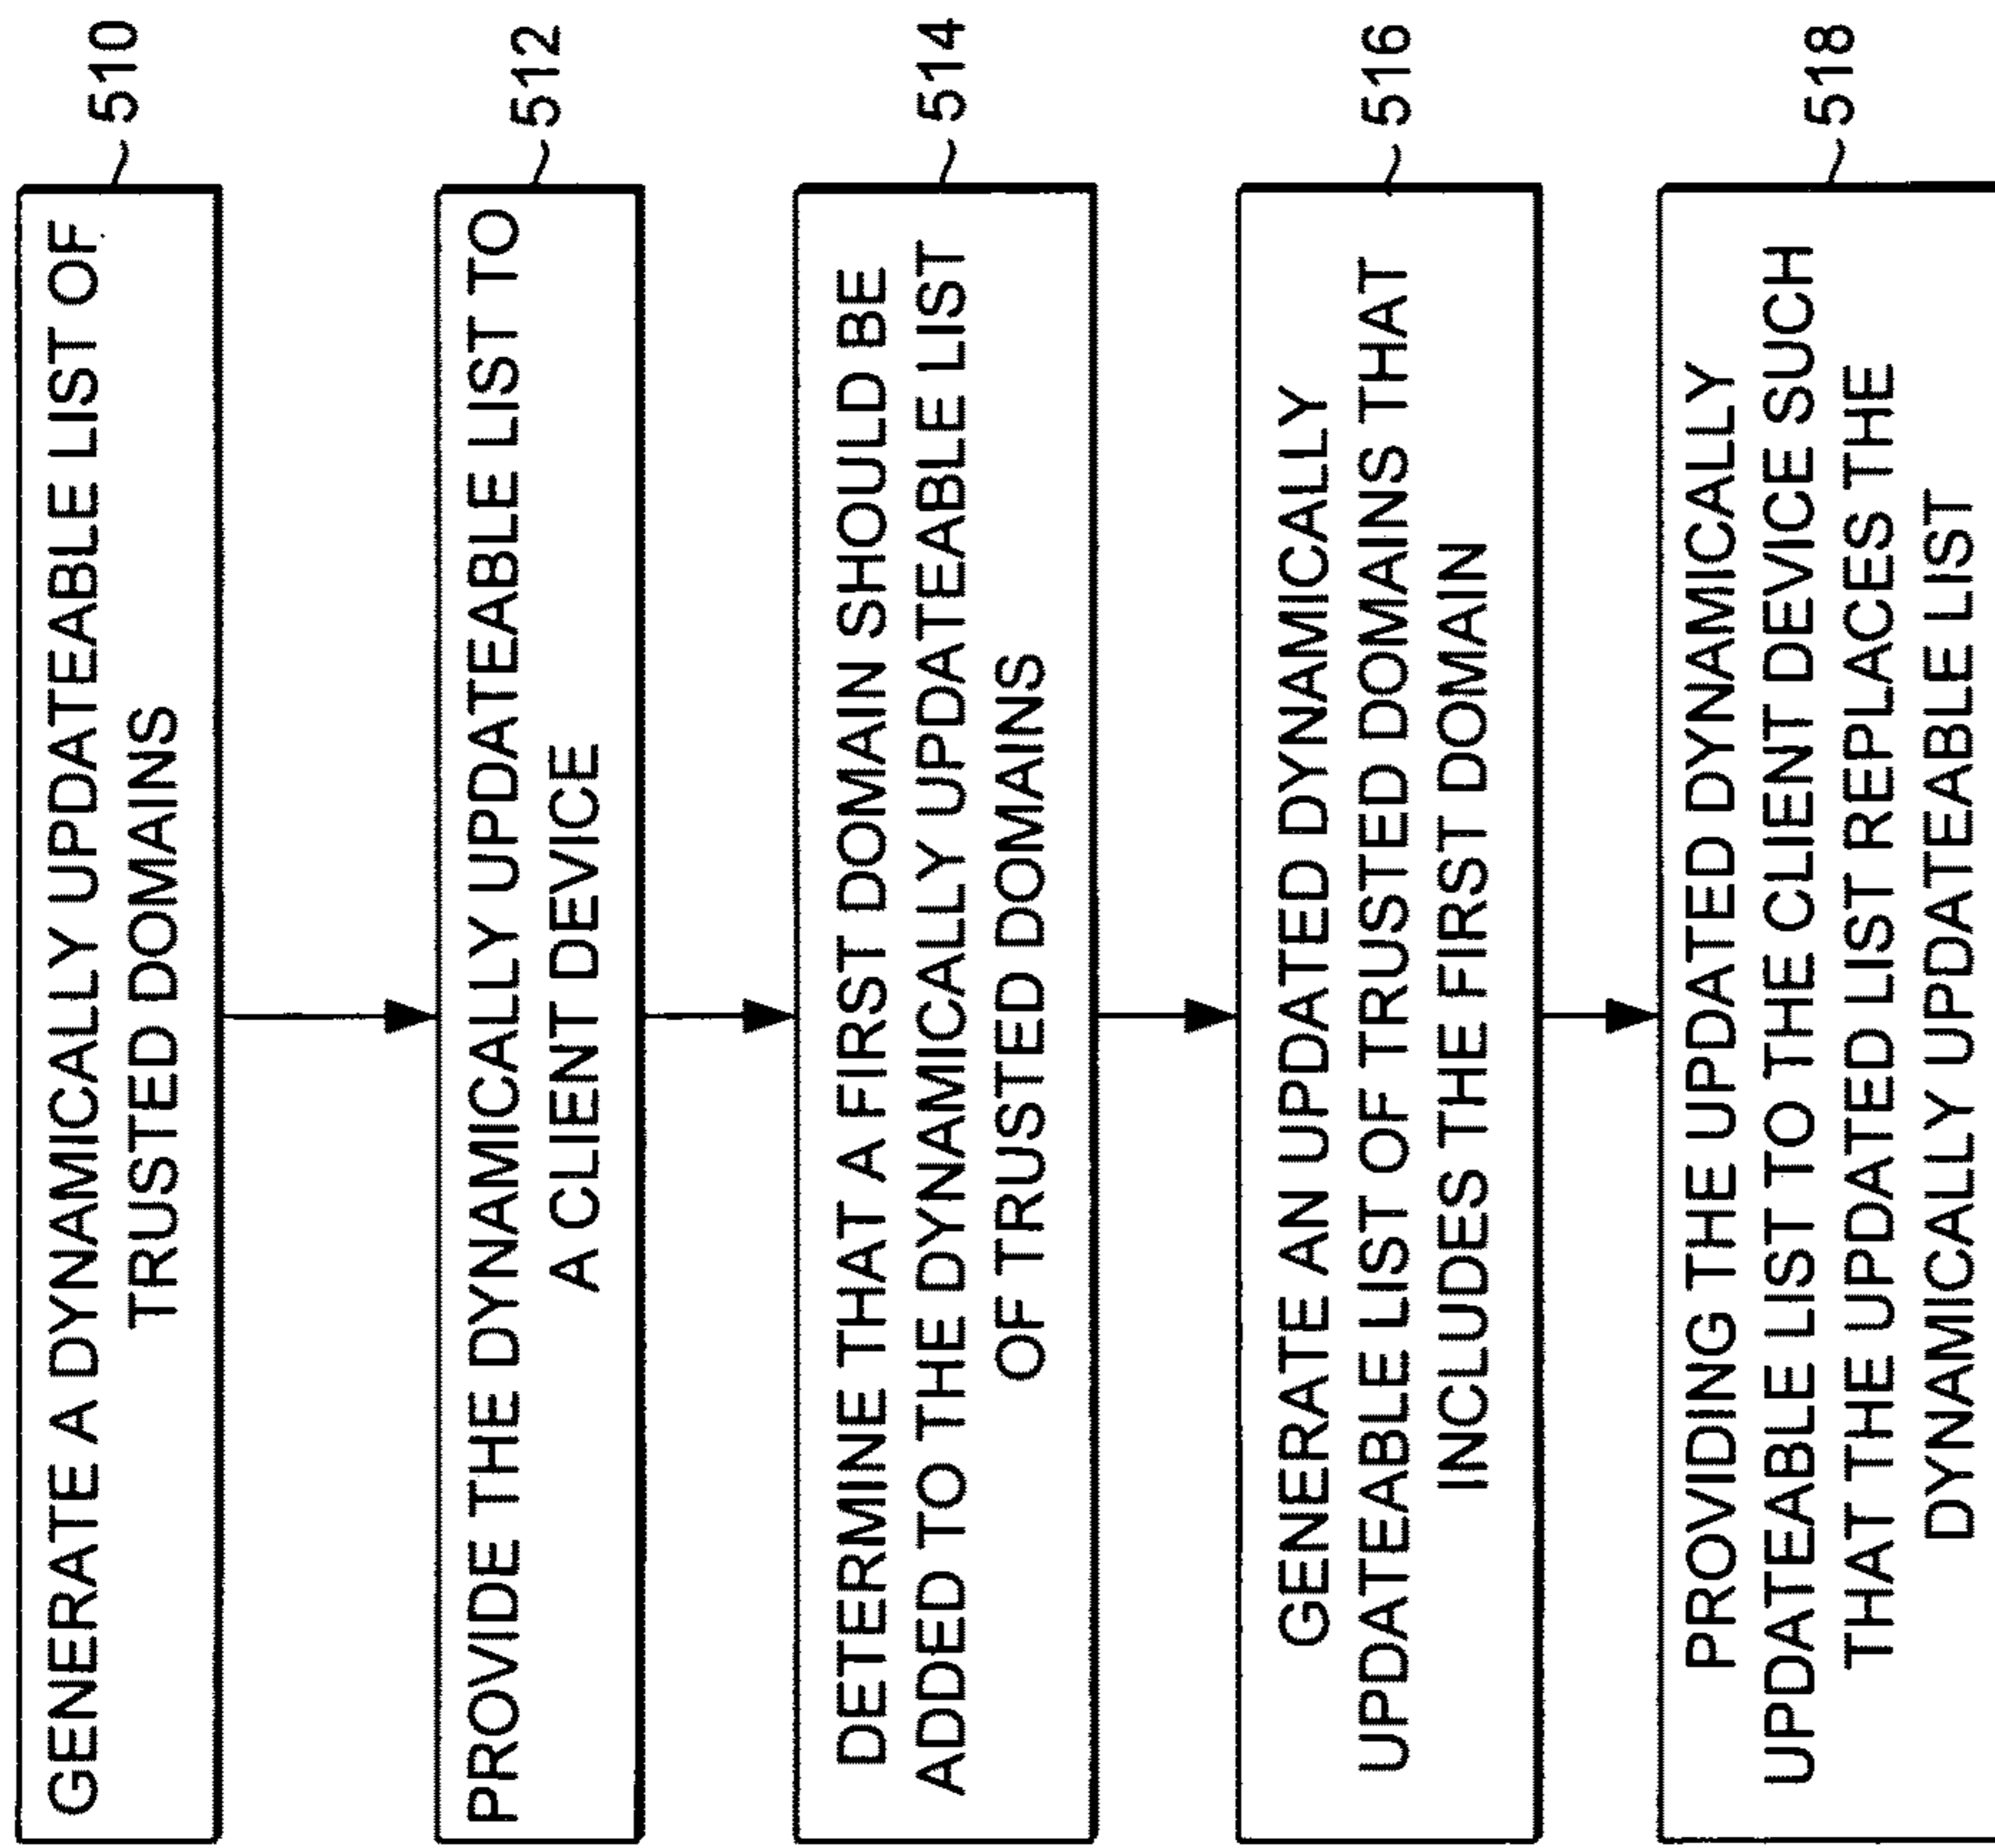 GENERATE A DYNAMICALLY UPDATEABLE LIST OF
TRUSTED DOMAINS
510
PROVIDE THE DYNAMICALLY UPDATEABLE LIST TO
A CLIENT DEVICE
512
DETERMINE THAT A FIRST DOMAIN SHOULD BE
ADDED TO THE DYNAMICALLY UPDATEABLE LIST
OF TRUSTED DOMAINS
514
GENERATE AN UPDATED DYNAMICALLY
UPDATEABLE LIST OF TRUSTED DOMAINS THAT
INCLUDES THE FIRST DOMAIN
516
PROVIDING THE UPDATED DYNAMICALLY
UPDATEABLE LIST TO THE CLIENT DEVICE SUCH
THAT THE UPDATED LIST REPLACES THE
DYNAMICALLY UPDATEABLE LIST
518